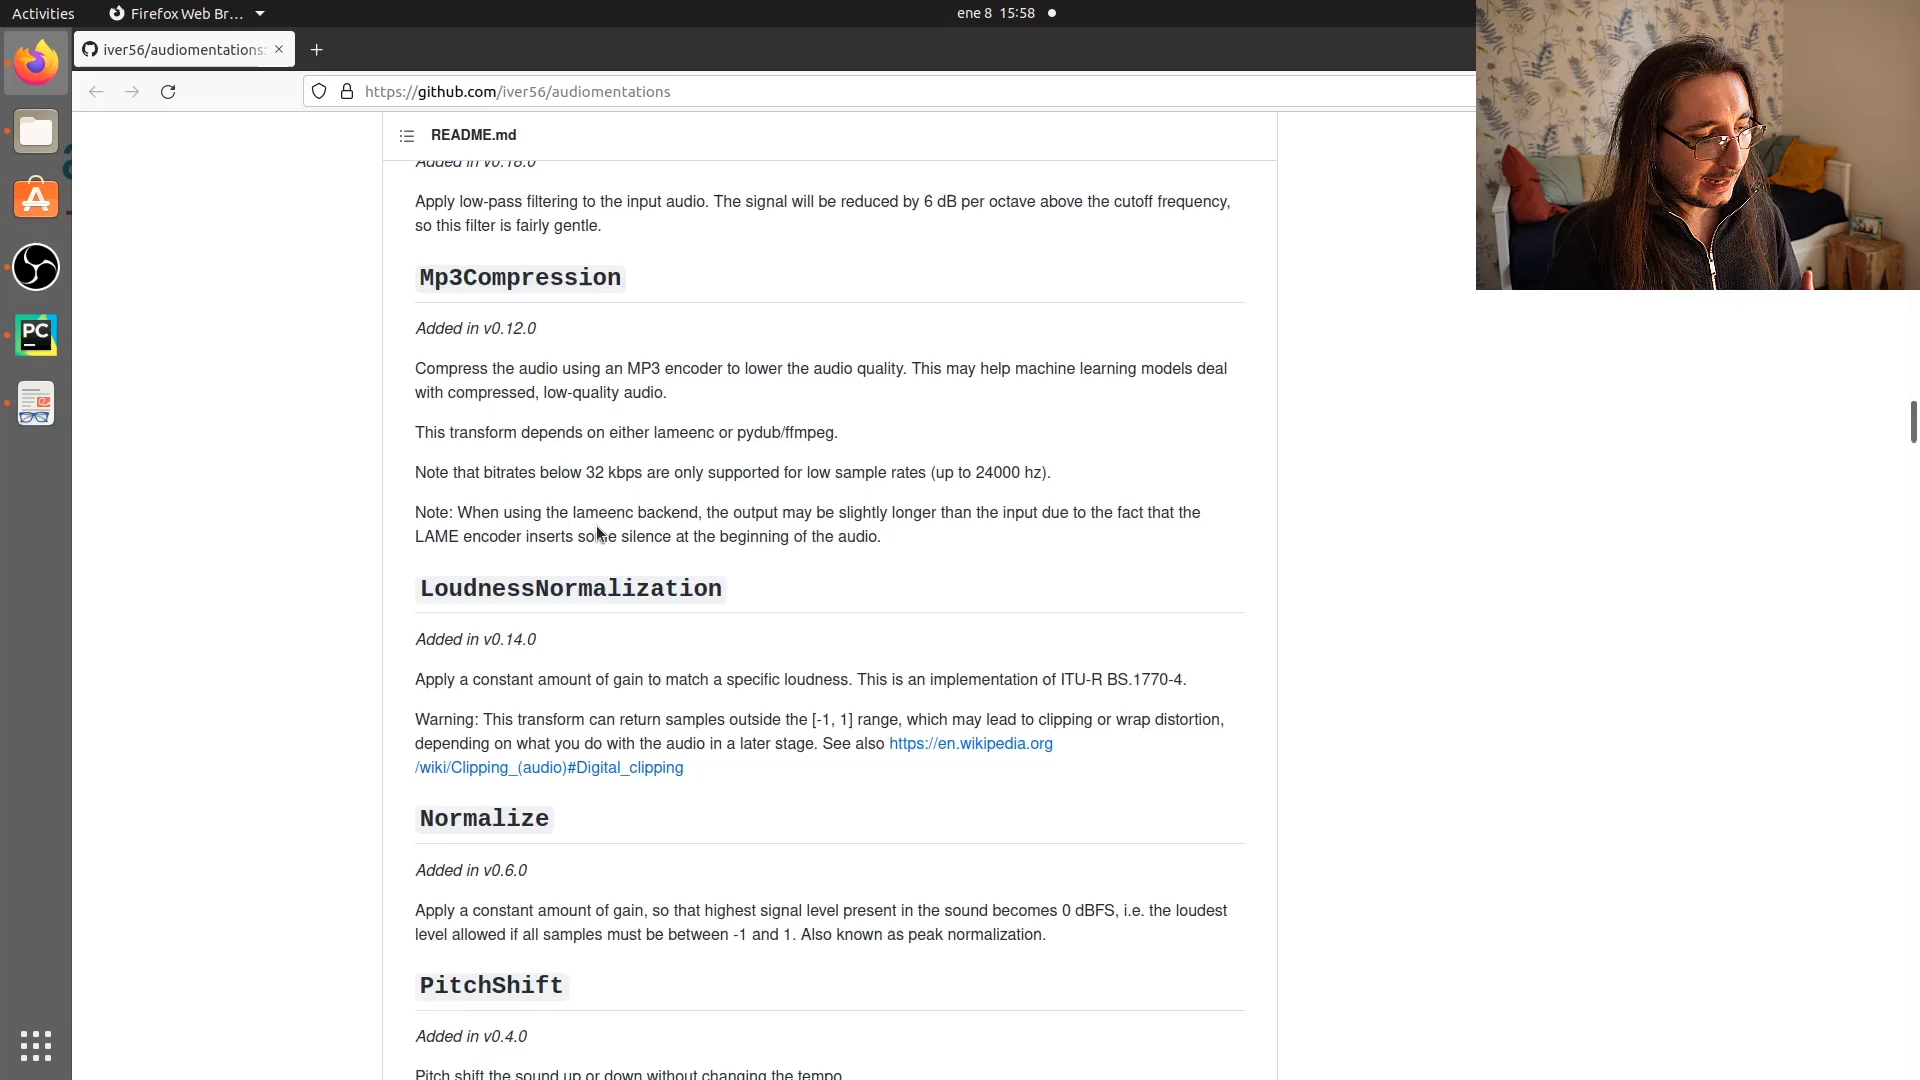 Activities
Firefox Web Br…
ene 8 15:58
iver56/audiomentations:
https://github.com/iver56/audiomentations
README.md
Added in v0.18.0
Apply low-pass filtering to the input audio. The signal will be reduced by 6 dB per octave above the cutoff frequency,
so this filter is fairly gentle.
Mp3Compression
Added in v0.12.0
Compress the audio using an MP3 encoder to lower the audio quality. This may help machine learning models deal
with compressed, low-quality audio.
This transform depends on either lameenc or pydub/ffmpeg.
Note that bitrates below 32 kbps are only supported for low sample rates (up to 24000 hz).
Note: When using the lameenc backend, the output may be slightly longer than the input due to the fact that the
LAME encoder inserts some silence at the beginning of the audio.
LoudnessNormalization
Added in v0.14.0
Apply a constant amount of gain to match a specific loudness. This is an implementation of ITU-R BS.1770-4.
Warning: This transform can return samples outside the [-1, 1] range, which may lead to clipping or wrap distortion,
depending on what you do with the audio in a later stage. See also https://en.wikipedia.org
/wiki/Clipping_(audio)#Digital_clipping
Normalize
Added in v0.6.0
Apply a constant amount of gain, so that highest signal level present in the sound becomes 0 dBFS, i.e. the loudest
level allowed if all samples must be between -1 and 1. Also known as peak normalization.
PitchShift
Added in v0.4.0
Pitch shift the sound up or down without changing the tempo
PC